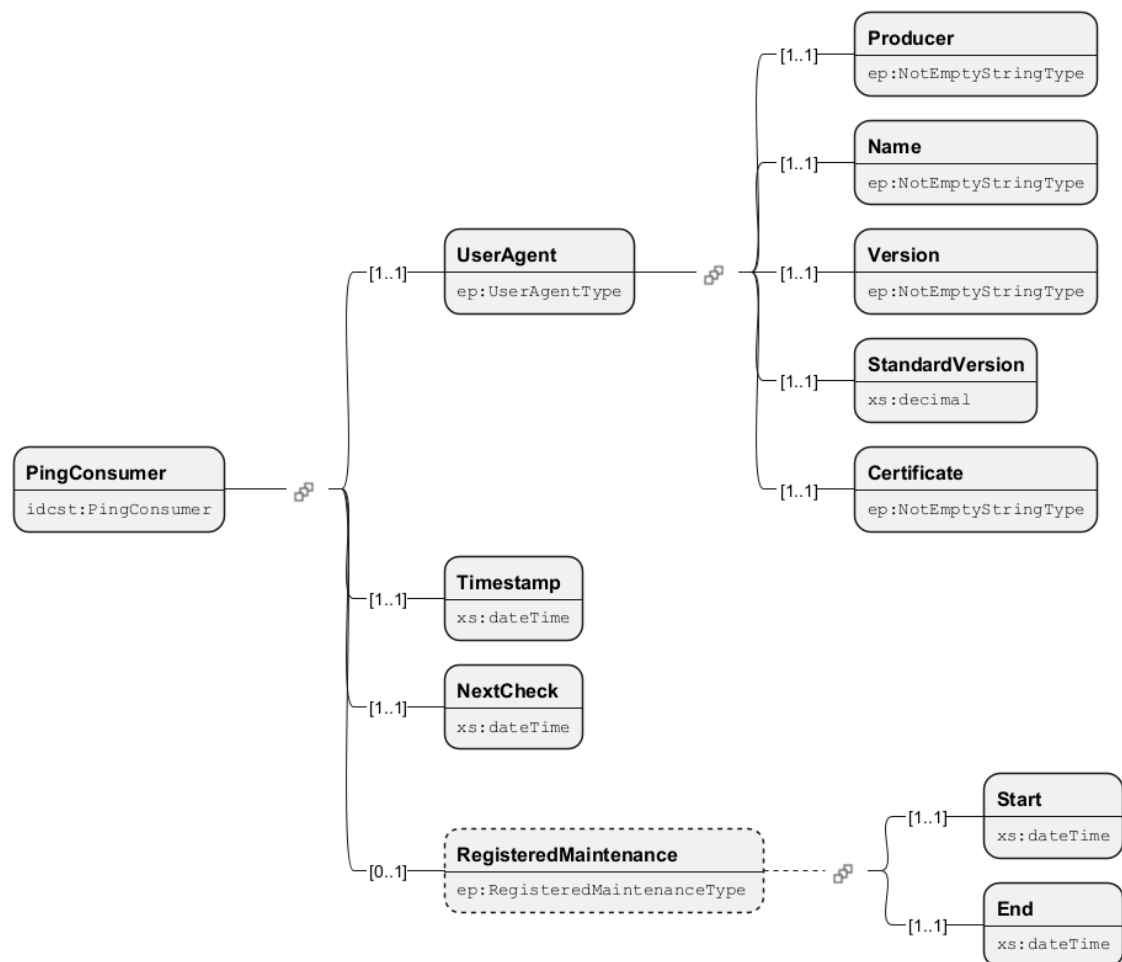 [1..1]
Producer
ep:NotEmptyStringType
[1..1]
Name
ep:NotEmptyStringType
[1..1]
UserAgent
ep:UserAgentType
[1..1]
Version
ep:NotEmptyStringType
[1..1]
StandardVersion
xs:decimal
PingConsumer
idcst:PingConsumer
[1..1]
Certificate
ep:NotEmptyStringType
[1..1]
Timestamp
xs:dateTime
[1..1]
NextCheck
xs:dateTime
[0..1]
RegisteredMaintenance
ep:RegisteredMaintenanceType
[1..1]
Start
xs:dateTime
[1..1]
End
xs:dateTime